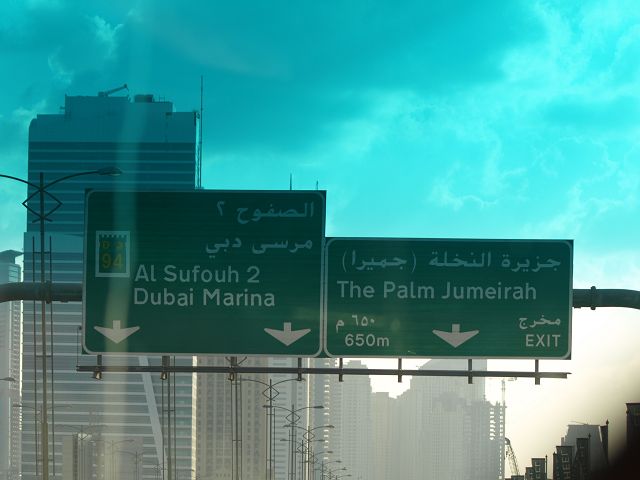 الصفوح ٢
مرسى دبي
D 94
Al Sufouh 2
Dubai Marina
جزيرة النخلة (جميرا)
The Palm Jumeirah
٦٥٠ م
650m
مخرج
EXIT